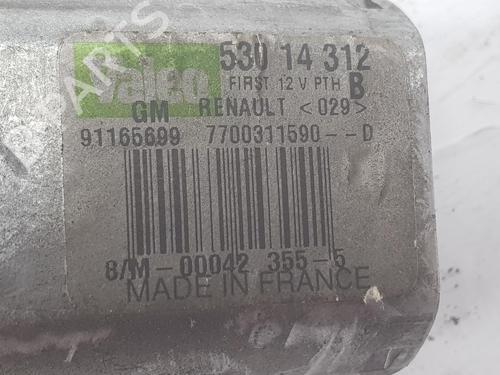 Valeo 530 14 312
FIRST 12 V PTH B
GM RENAULT <029>
91165699 7700311590--D
8/M-00042 355-5
MADE IN FRANCE